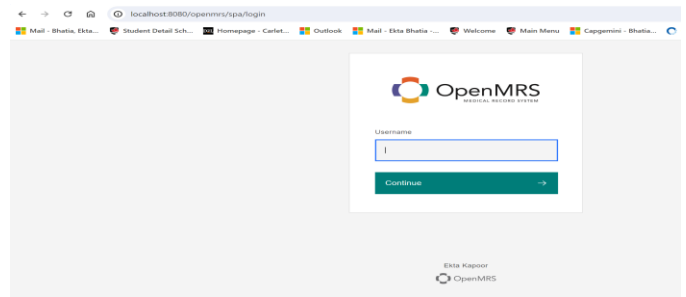 localhost:8080/openmrs/spa/login
Mail - Bhatia, Ekta... Student Detail Sch... Homepage - Carlet... Outlook Mail - Ekta Bhatia -... Welcome Main Menu Capgemini - Bhatia...
OpenMRS
MEDICAL RECORD SYSTEM
Username
Continue
Ekta Kapoor
OpenMRS